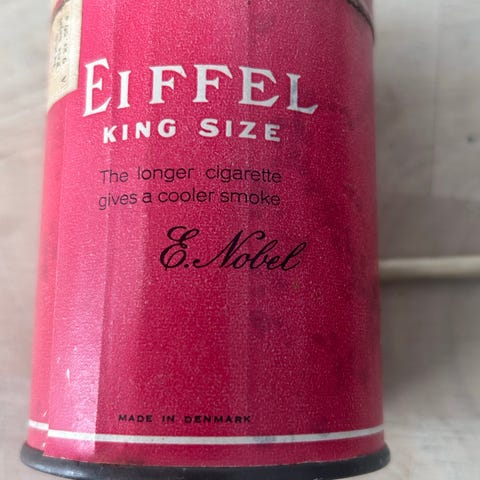 EIFFEL
KING SIZE
The longer cigarette
gives a cooler smoke
E. Nobel
MADE IN DENMARK